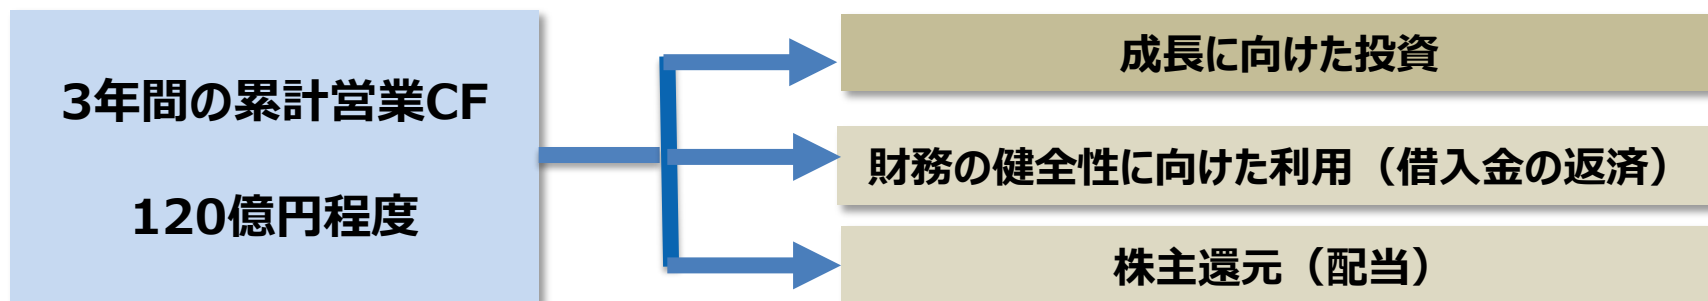 3年間の累計営業CF
120億円程度
成長に向けた投資
財務の健全性に向けた利用（借入金の返済）
株主還元（配当）